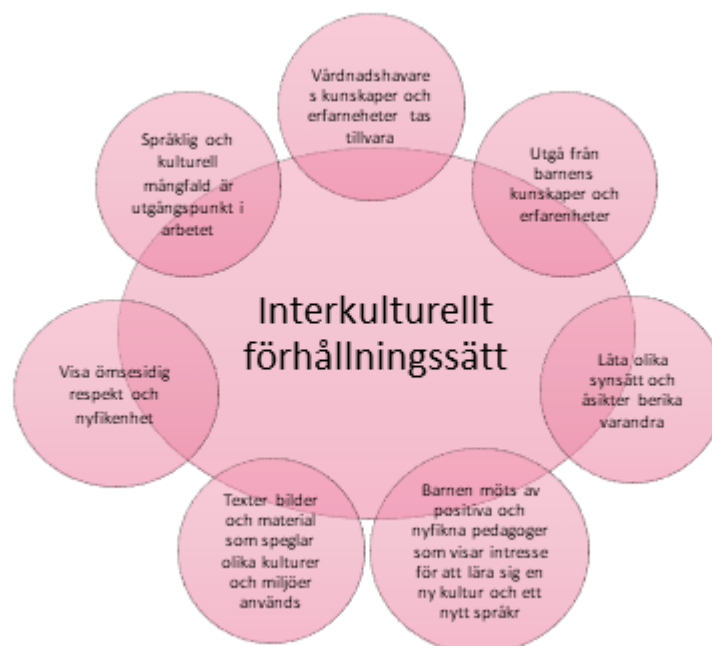 Vårdnadshavare
s kunskaper och
erfarneheter tas
tillvara
Utgå från
barnens
kunskaper och
erfarenheter
Låta olika
synsätt och
åsikter berika
varandra
Barnen möts av
positiva och
nyfikna pedagoger
som visar intresse
för att lära sig en
ny kultur och ett
nytt språkr
Texter bilder
och material
som speglar
olika kulturer
och miljöer
används
Visa ömsesidig
respekt och
nyfikenhet
Språklig och
kulturell
mångfald är
utgångspunkt i
arbetet
Interkulturellt
förhållningssätt